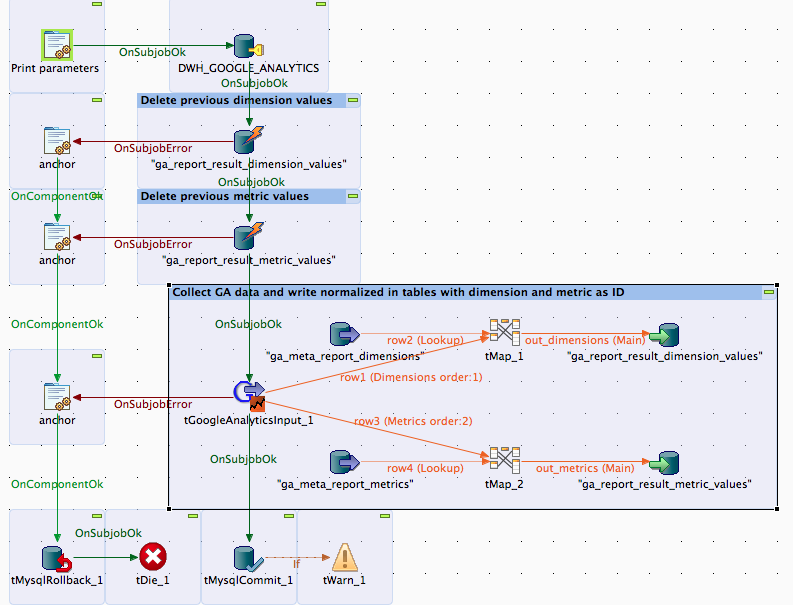 OnSubjobOk
Print parameters
DWH_GOOGLE_ANALYTICS
OnSubjobOk
Delete previous dimension values
OnSubjobError
anchor
"ga_report_result_dimension_values"
OnSubjobOk
OnComponentOk
Delete previous metric values
OnSubjobError
anchor
"ga_report_result_metric_values"
Collect GA data and write normalized in tables with dimension and metric as ID
OnComponentOk
OnSubjobOk
row2 (Lookup)
out_dimensions (Main)
"ga_meta_report_dimensions"
tMap_1
"ga_report_result_dimension_values"
row1 (Dimensions order:1)
OnSubjobError
anchor
tGoogleAnalyticsInput_1
row3 (Metrics order:2)
OnSubjobOk
row4 (Lookup)
out_metrics (Main)
OnComponentOk
"ga_meta_report_metrics"
tMap_2
"ga_report_result_metric_values"
OnSubjobOk
If
tMysqlRollback_1
tDie_1
tMysqlCommit_1
tWarn_1